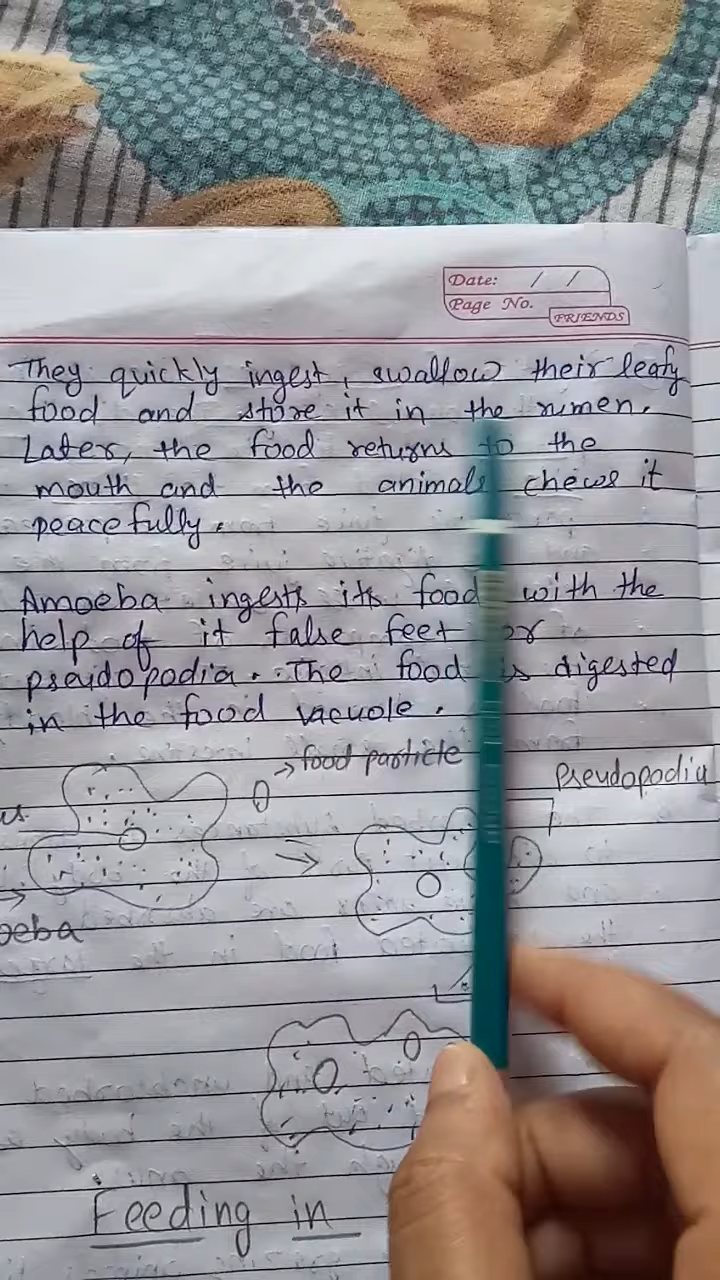 Date: / /
Page No.
FRIENDS
They quickly ingest, swallow their leafy
food and store it in the rumen.
Later, the food returns to the
mouth and the animals chews it
peacefully.
Amoeba ingests its food with the
help of it false feet or
pseudopodia. The food is digested
in the food vacuole.
→ food particle
Pseudopodia
Feeding in